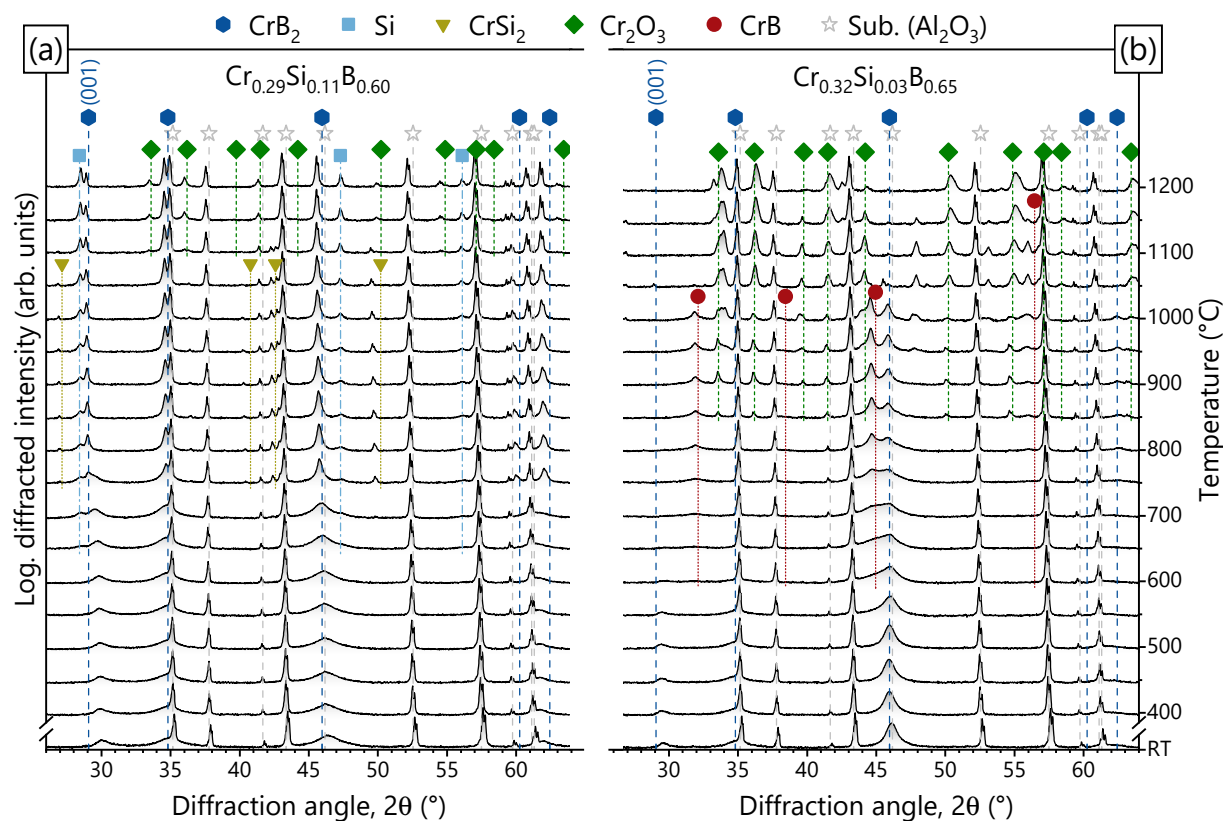 CrB₂ Si CrSi₂ Cr₂O₃ CrB Sub. (Al₂O₃)
(a)
Cr₀.₂₉Si₀.₁₁B₀.₆₀
(001)
Cr₀.₃₂Si₀.₀₃B₀.₆₅
(b)
(001)
Log. diffracted intensity (arb. units)
1200
1100
1000
900
800
700
600
500
400
RT
Temperature (°C)
30 35 40 45 50 55 60
30 35 40 45 50 55 60
Diffraction angle, 2θ (°)
Diffraction angle, 2θ (°)